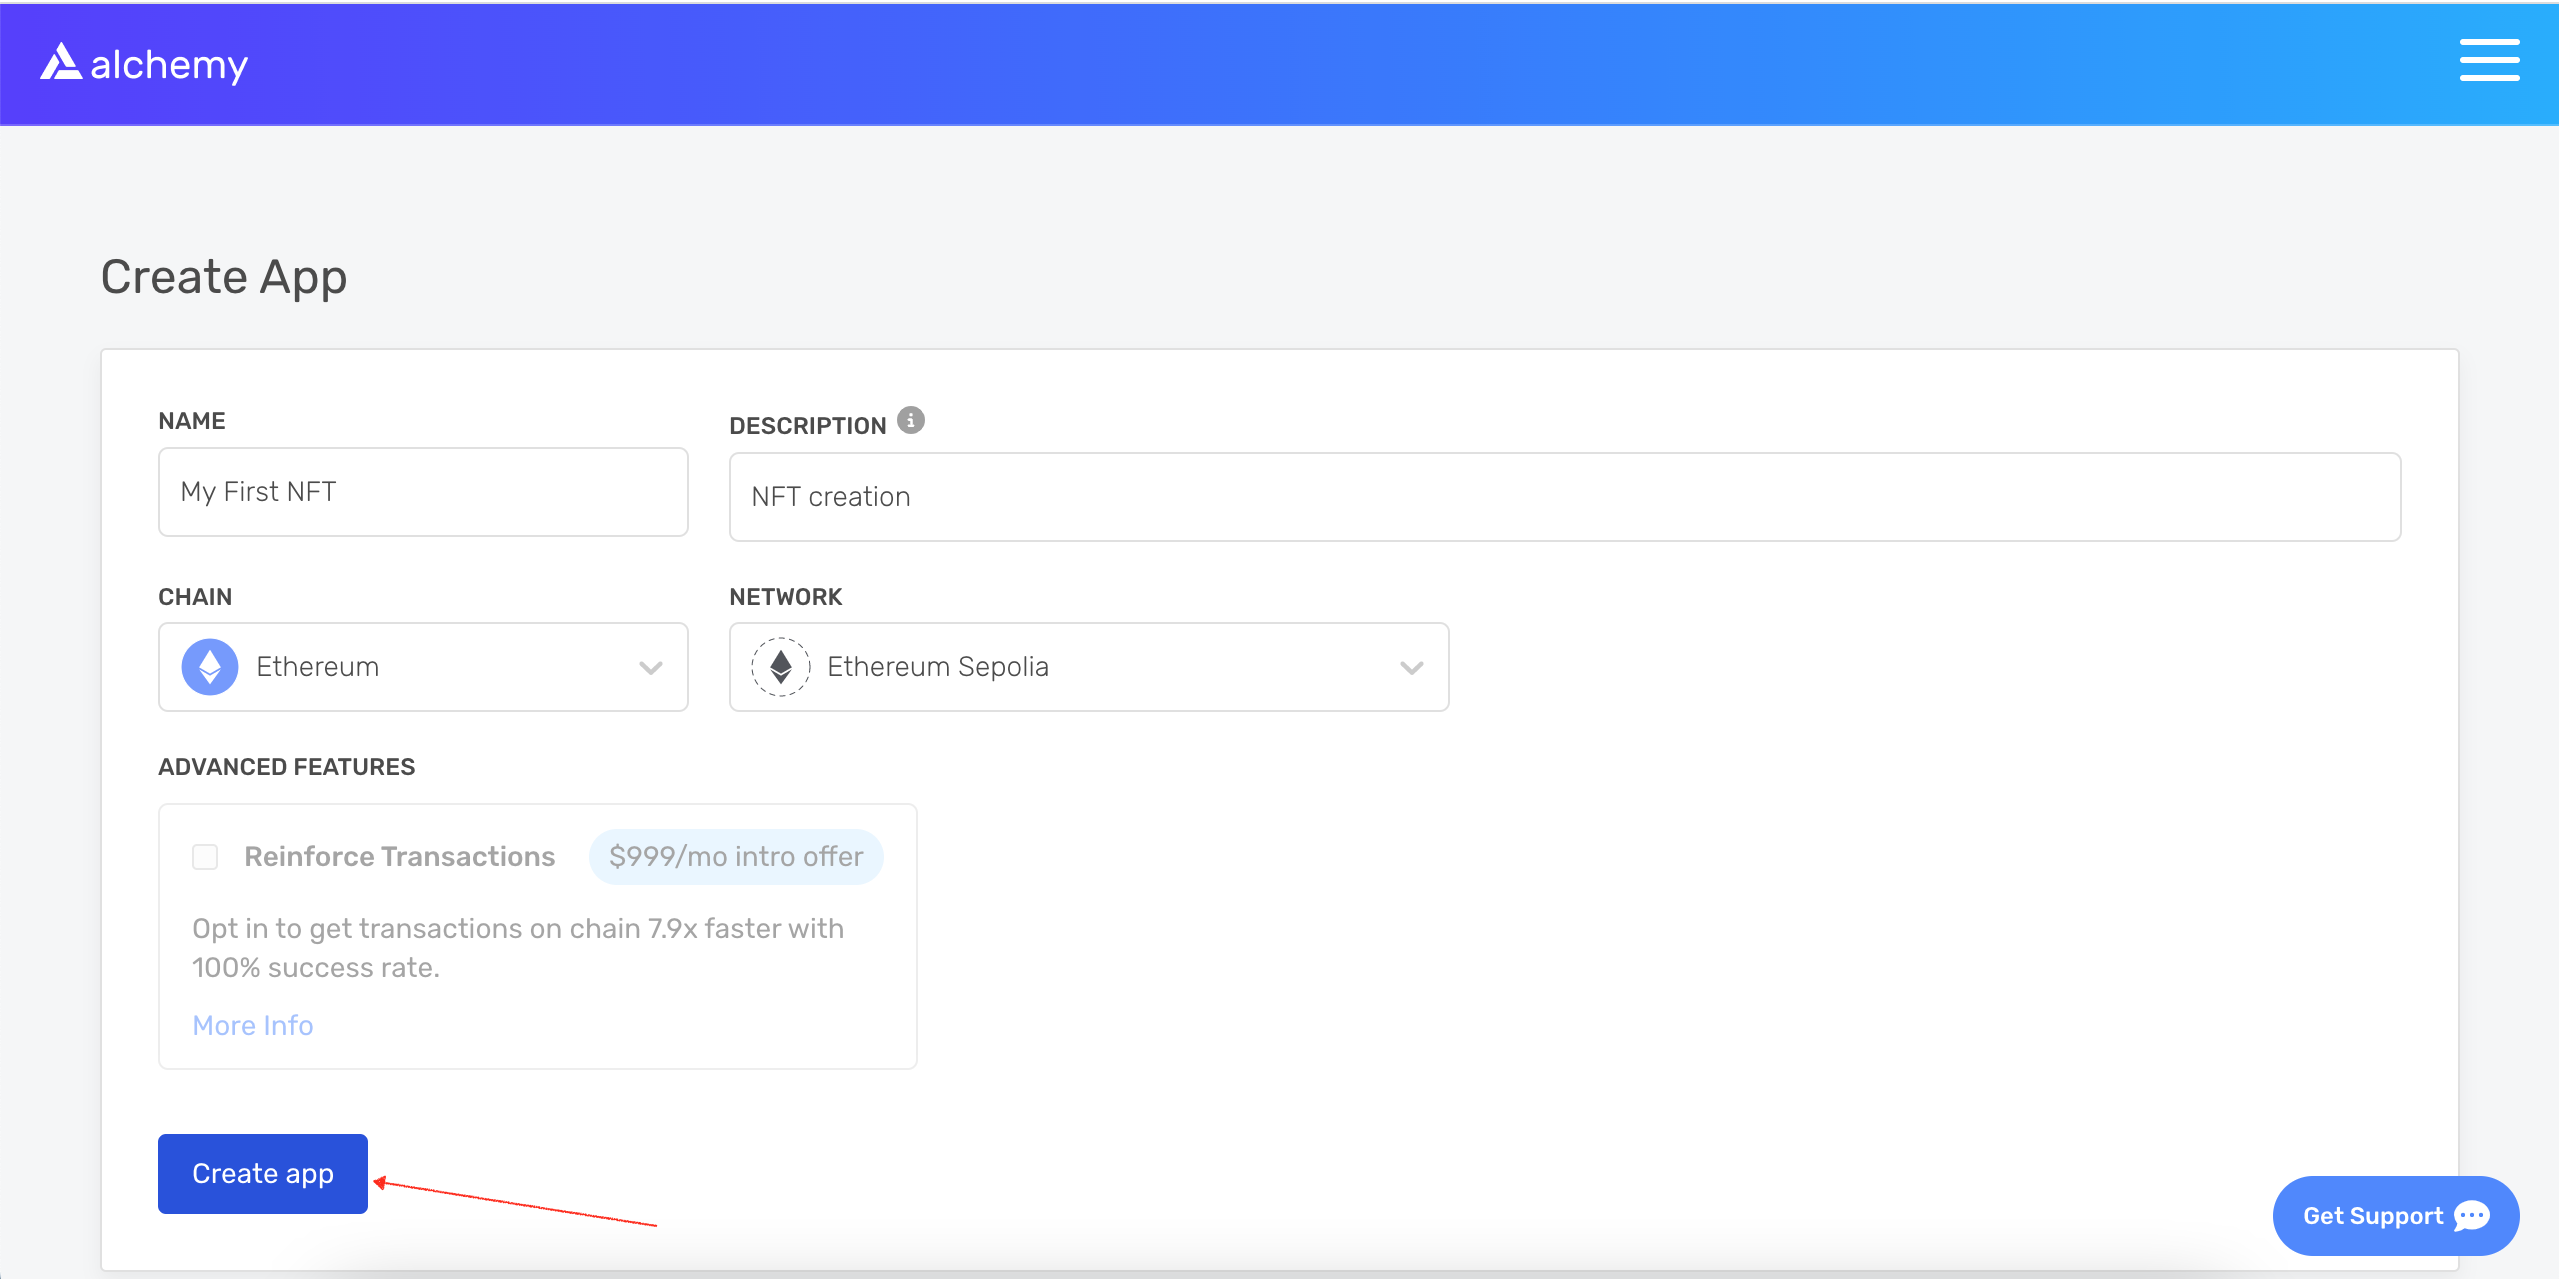 alchemy
Create App
NAME
DESCRIPTION i
My First NFT
NFT creation
CHAIN
NETWORK
Ethereum
Ethereum Sepolia
ADVANCED FEATURES
Reinforce Transactions $999/mo intro offer
Opt in to get transactions on chain 7.9x faster with
100% success rate.
More Info
Create app
Get Support